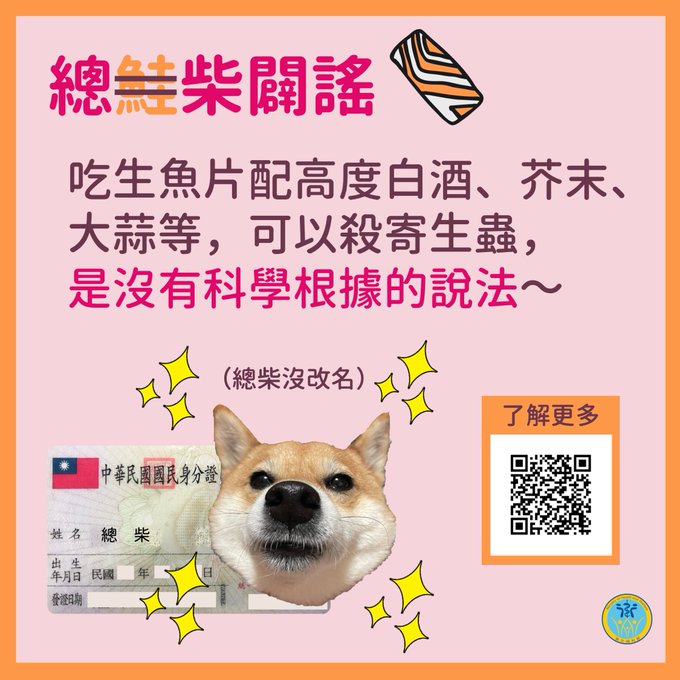 總鮭柴闢謠
吃生魚片配高度白酒、芥末、
大蒜等，可以殺寄生蟲，
是沒有科學根據的說法～
（總柴沒改名）
了解更多
中華民國國民身分證
姓名 總 柴
出生
年月日 民國 年 日
發證日期